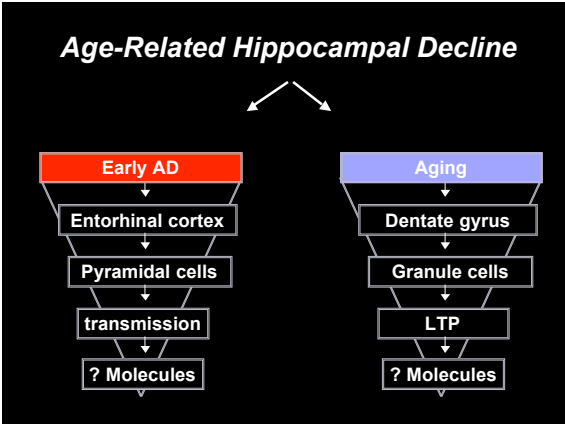 Age-Related Hippocampal Decline
Early AD
Entorhinal cortex
Pyramidal cells
transmission
? Molecules
Aging
Dentate gyrus
Granule cells
LTP
? Molecules